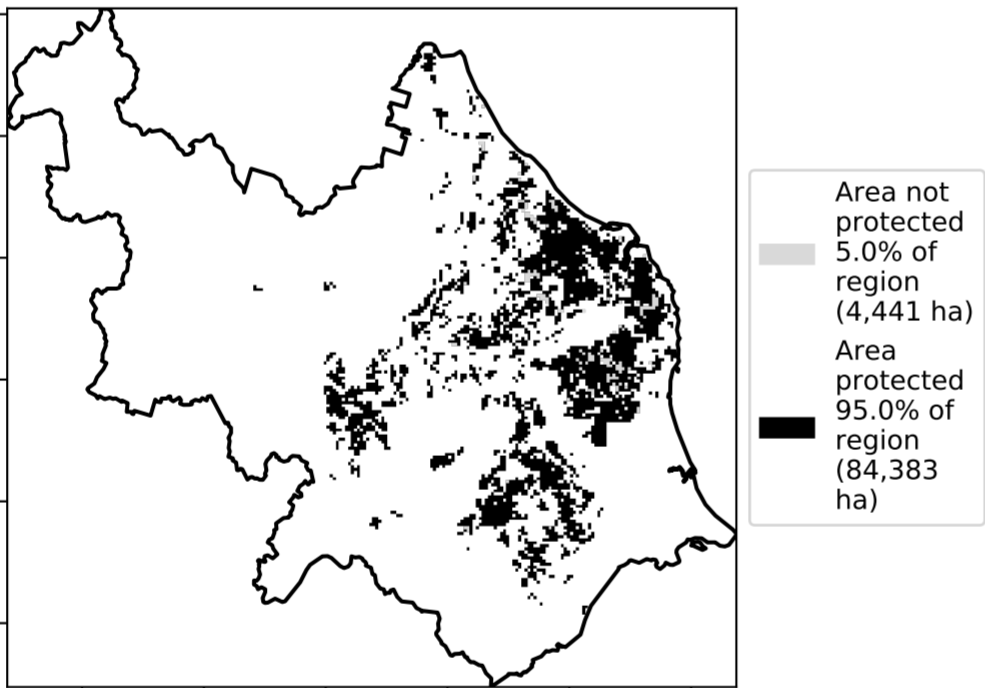 Area not
protected
5.0% of
region
(4,441 ha)
Area
protected
95.0% of
region
(84,383
ha)